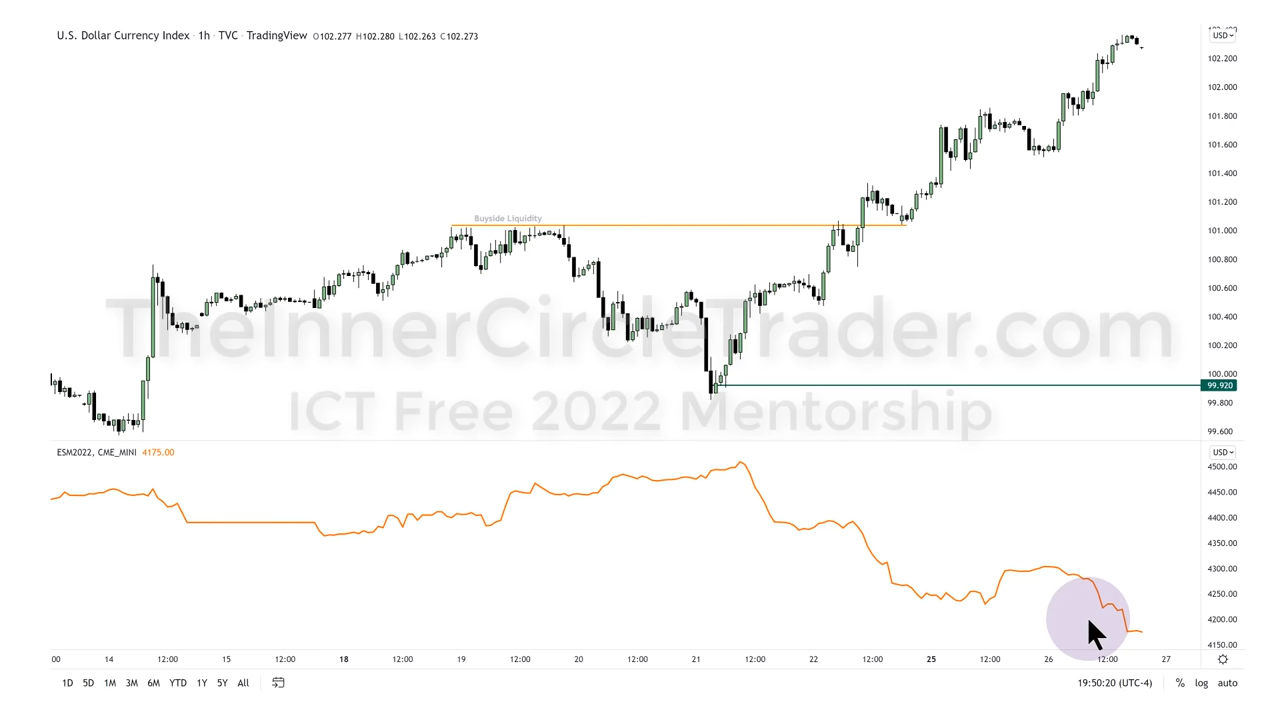 U.S. Dollar Currency Index · 1h · TVC · TradingView O102.277 H102.280 L102.263 C102.273
USD
102.200
102.000
101.800
101.600
101.400
101.200
Buyside Liquidity
101.000
100.800
100.600
TheInnerCircleTrader.com
100.400
100.200
100.000
99.920
99.800
ICT Free 2022 Mentorship
99.600
ESM2022, CME_MINI 4175.00
USD
4500.00
4450.00
4400.00
4350.00
4300.00
4250.00
4200.00
4150.00
00 14 12:00 15 12:00 18 12:00 19 12:00 20 12:00 21 12:00 22 12:00 25 12:00 26 12:00 27
1D 5D 1M 3M 6M YTD 1Y 5Y All 19:50:20 (UTC-4) % log auto